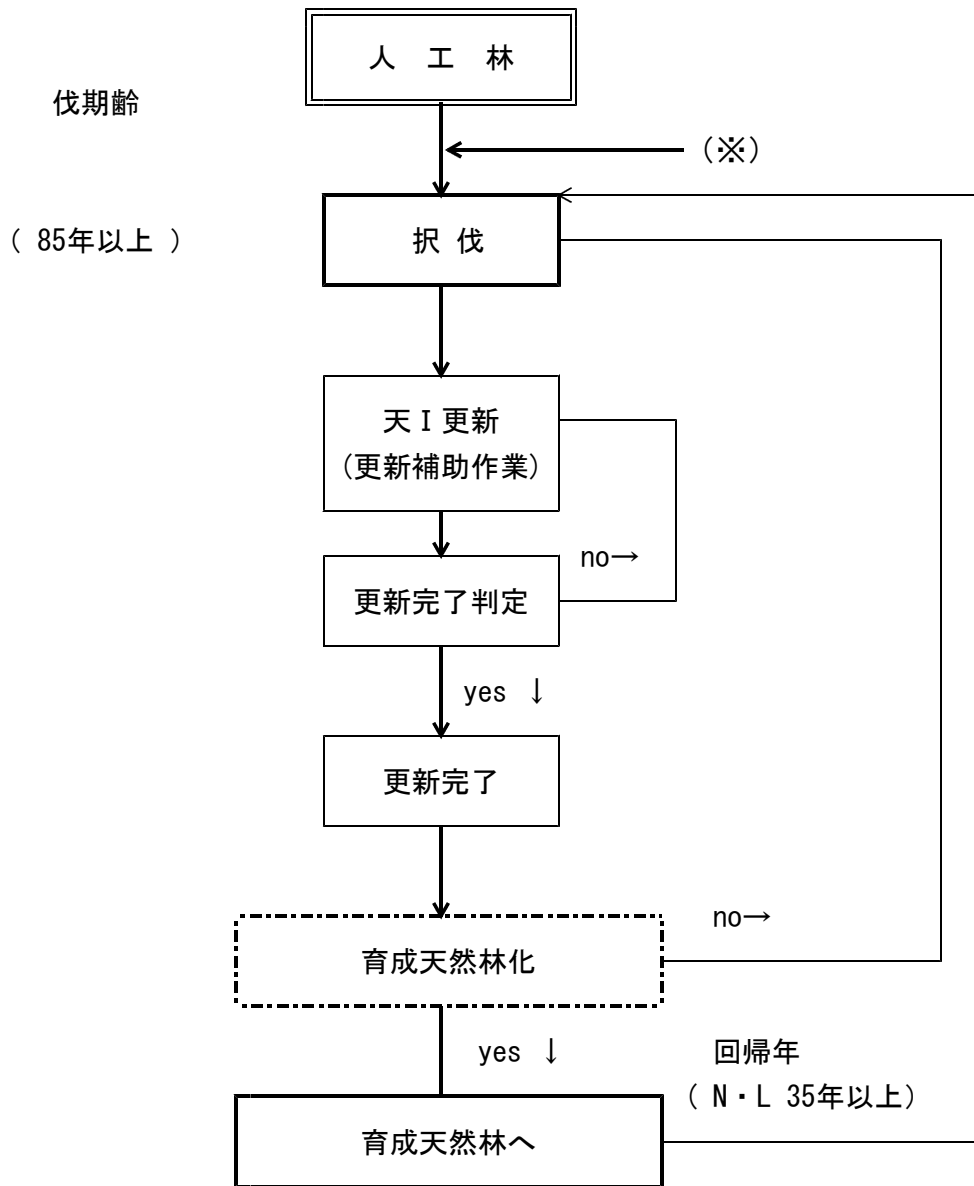 人 工 林
伐期齢
(※)
( 85年以上 )
択 伐
天Ⅰ更新
(更新補助作業)
no→
更新完了判定
yes ↓
更新完了
no→
育成天然林化
yes ↓
回帰年
( N・L 35年以上)
育成天然林へ